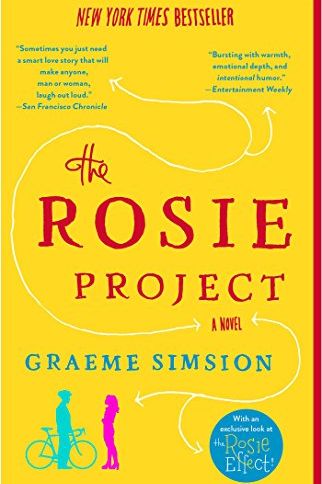 NEW YORK TIMES BESTSELLER
"Sometimes you just need
a smart love story that will
make anyone,
man or woman,
laugh out loud."
—San Francisco Chronicle
"Bursting with warmth,
emotional depth, and
intentional humor."
—Entertainment Weekly
the
ROSIE
PROJECT
A NOVEL
GRAEME SIMSION
With an
exclusive look at
the
Rosie
Effect!